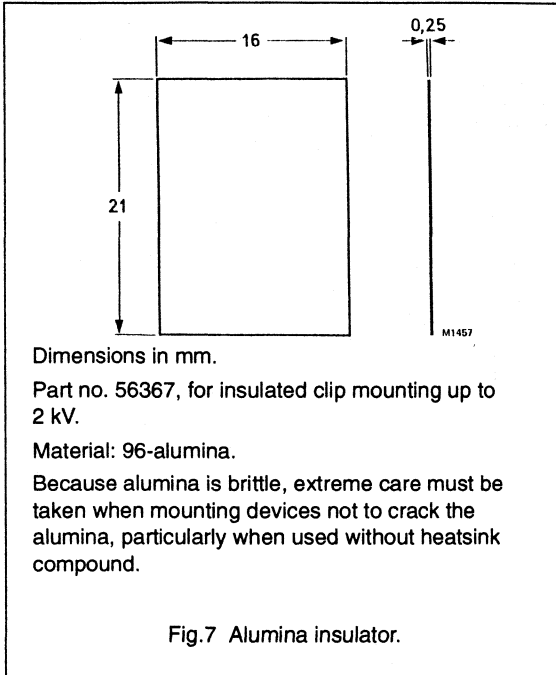 16
0,25
21
M1457
Dimensions in mm.
Part no. 56367, for insulated clip mounting up to
2 kV.
Material: 96-alumina.
Because alumina is brittle, extreme care must be
taken when mounting devices not to crack the
alumina, particularly when used without heatsink
compound.
Fig.7 Alumina insulator.